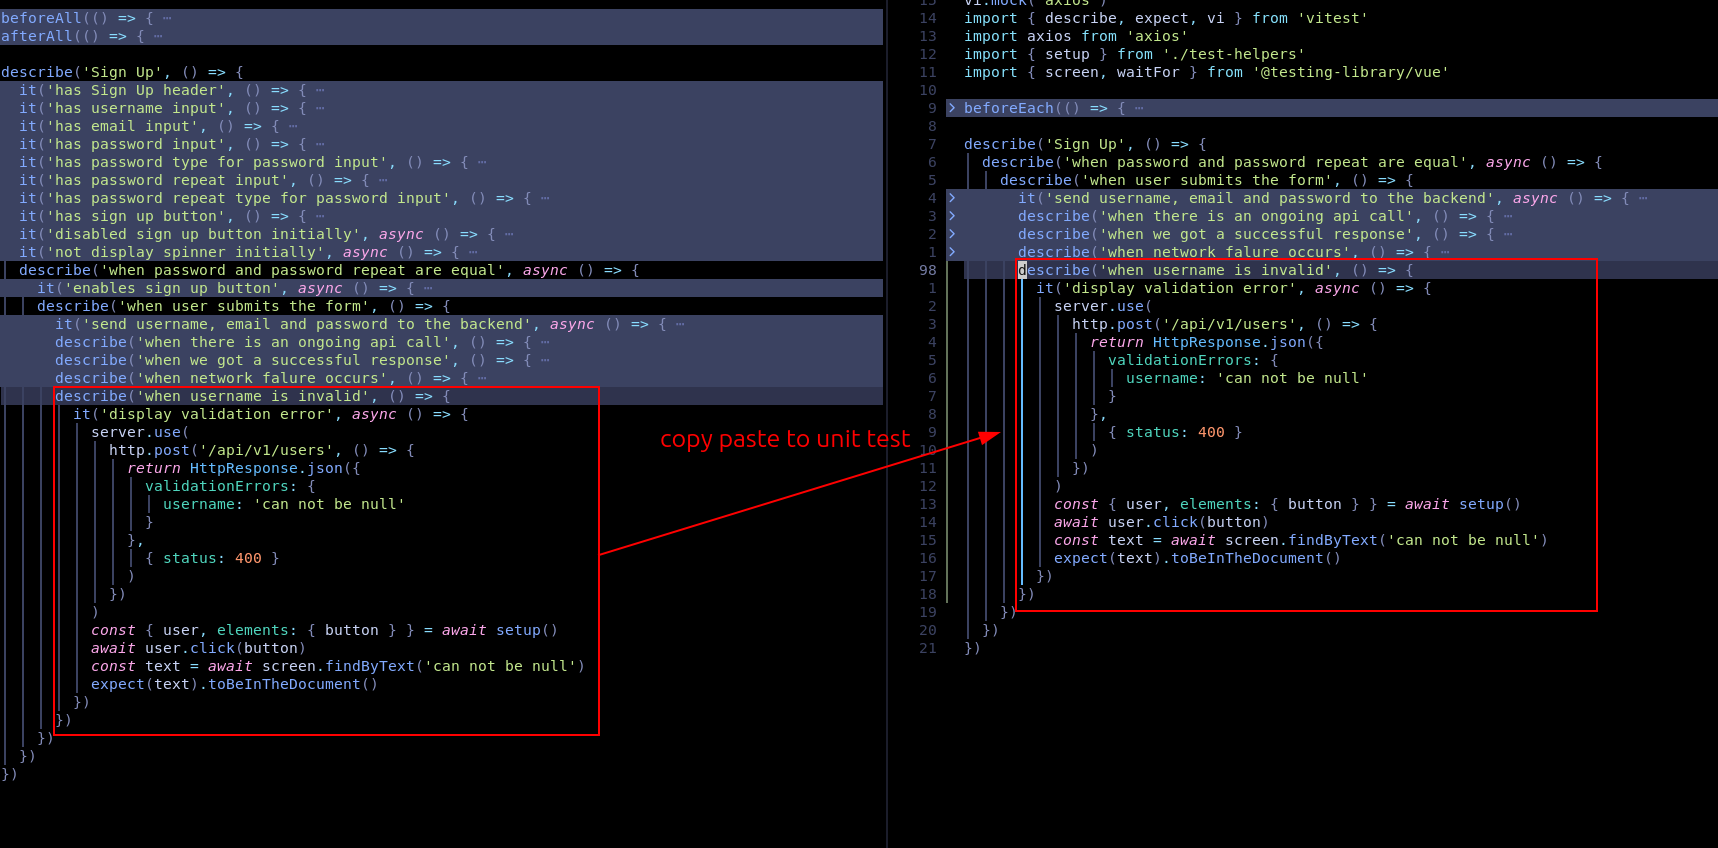 beforeAll(() => { ⋯
afterAll(() => { ⋯
describe('Sign Up', () => {
it('has Sign Up header', () => { ⋯
it('has username input', () => { ⋯
it('has email input', () => { ⋯
it('has password input', () => { ⋯
it('has password type for password input', () => { ⋯
it('has password repeat input', () => { ⋯
it('has password repeat type for password input', () => { ⋯
it('has sign up button', () => { ⋯
it('disabled sign up button initially', async () => { ⋯
it('not display spinner initially', async () => { ⋯
describe('when password and password repeat are equal', async () => {
it('enables sign up button', async () => { ⋯
describe('when user submits the form', () => {
it('send username, email and password to the backend', async () => { ⋯
describe('when there is an ongoing api call', () => { ⋯
describe('when we got a successful response', () => { ⋯
describe('when network falure occurs', () => { ⋯
describe('when username is invalid', () => {
it('display validation error', async () => {
server.use(
http.post('/api/v1/users', () => {
return HttpResponse.json({
validationErrors: {
username: 'can not be null'
}
},
{ status: 400 }
)
})
)
const { user, elements: { button } } = await setup()
await user.click(button)
const text = await screen.findByText('can not be null')
expect(text).toBeInTheDocument()
})
})
})
})
})
copy paste to unit test
15 vi.mock('axios')
14 import { describe, expect, vi } from 'vitest'
13 import axios from 'axios'
12 import { setup } from './test-helpers'
11 import { screen, waitFor } from '@testing-library/vue'
10
9 > beforeEach(() => { ⋯
8
7 describe('Sign Up', () => {
6 describe('when password and password repeat are equal', async () => {
5 describe('when user submits the form', () => {
4 > it('send username, email and password to the backend', async () => { ⋯
3 > describe('when there is an ongoing api call', () => { ⋯
2 > describe('when we got a successful response', () => { ⋯
1 > describe('when network falure occurs', () => { ⋯
98 describe('when username is invalid', () => {
1 it('display validation error', async () => {
2 server.use(
3 http.post('/api/v1/users', () => {
4 return HttpResponse.json({
5 validationErrors: {
6 username: 'can not be null'
7 }
8 },
9 { status: 400 }
10 )
11 })
12 )
13 const { user, elements: { button } } = await setup()
14 await user.click(button)
15 const text = await screen.findByText('can not be null')
16 expect(text).toBeInTheDocument()
17 })
18 })
19 })
20 })
21 })